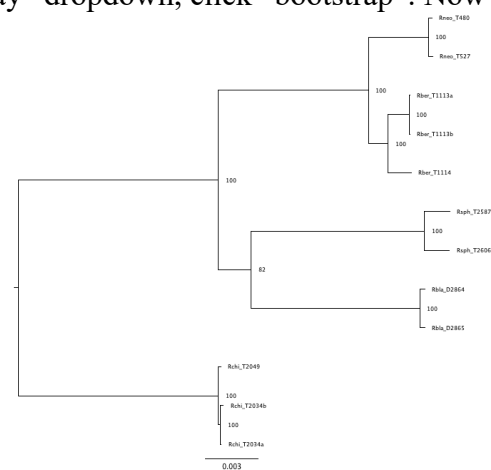 ay" dropdown, click "bootstrap". Now
Rneo_T480
100
Rneo_T527
100
Rber_T1113a
100
Rber_T1113b
100
Rber_T1114
100
Rsph_T2587
100
Rsph_T2606
82
Rbla_D2864
100
Rbla_D2865
Rchi_T2049
100
Rchi_T2034b
100
Rchi_T2034a
0.003